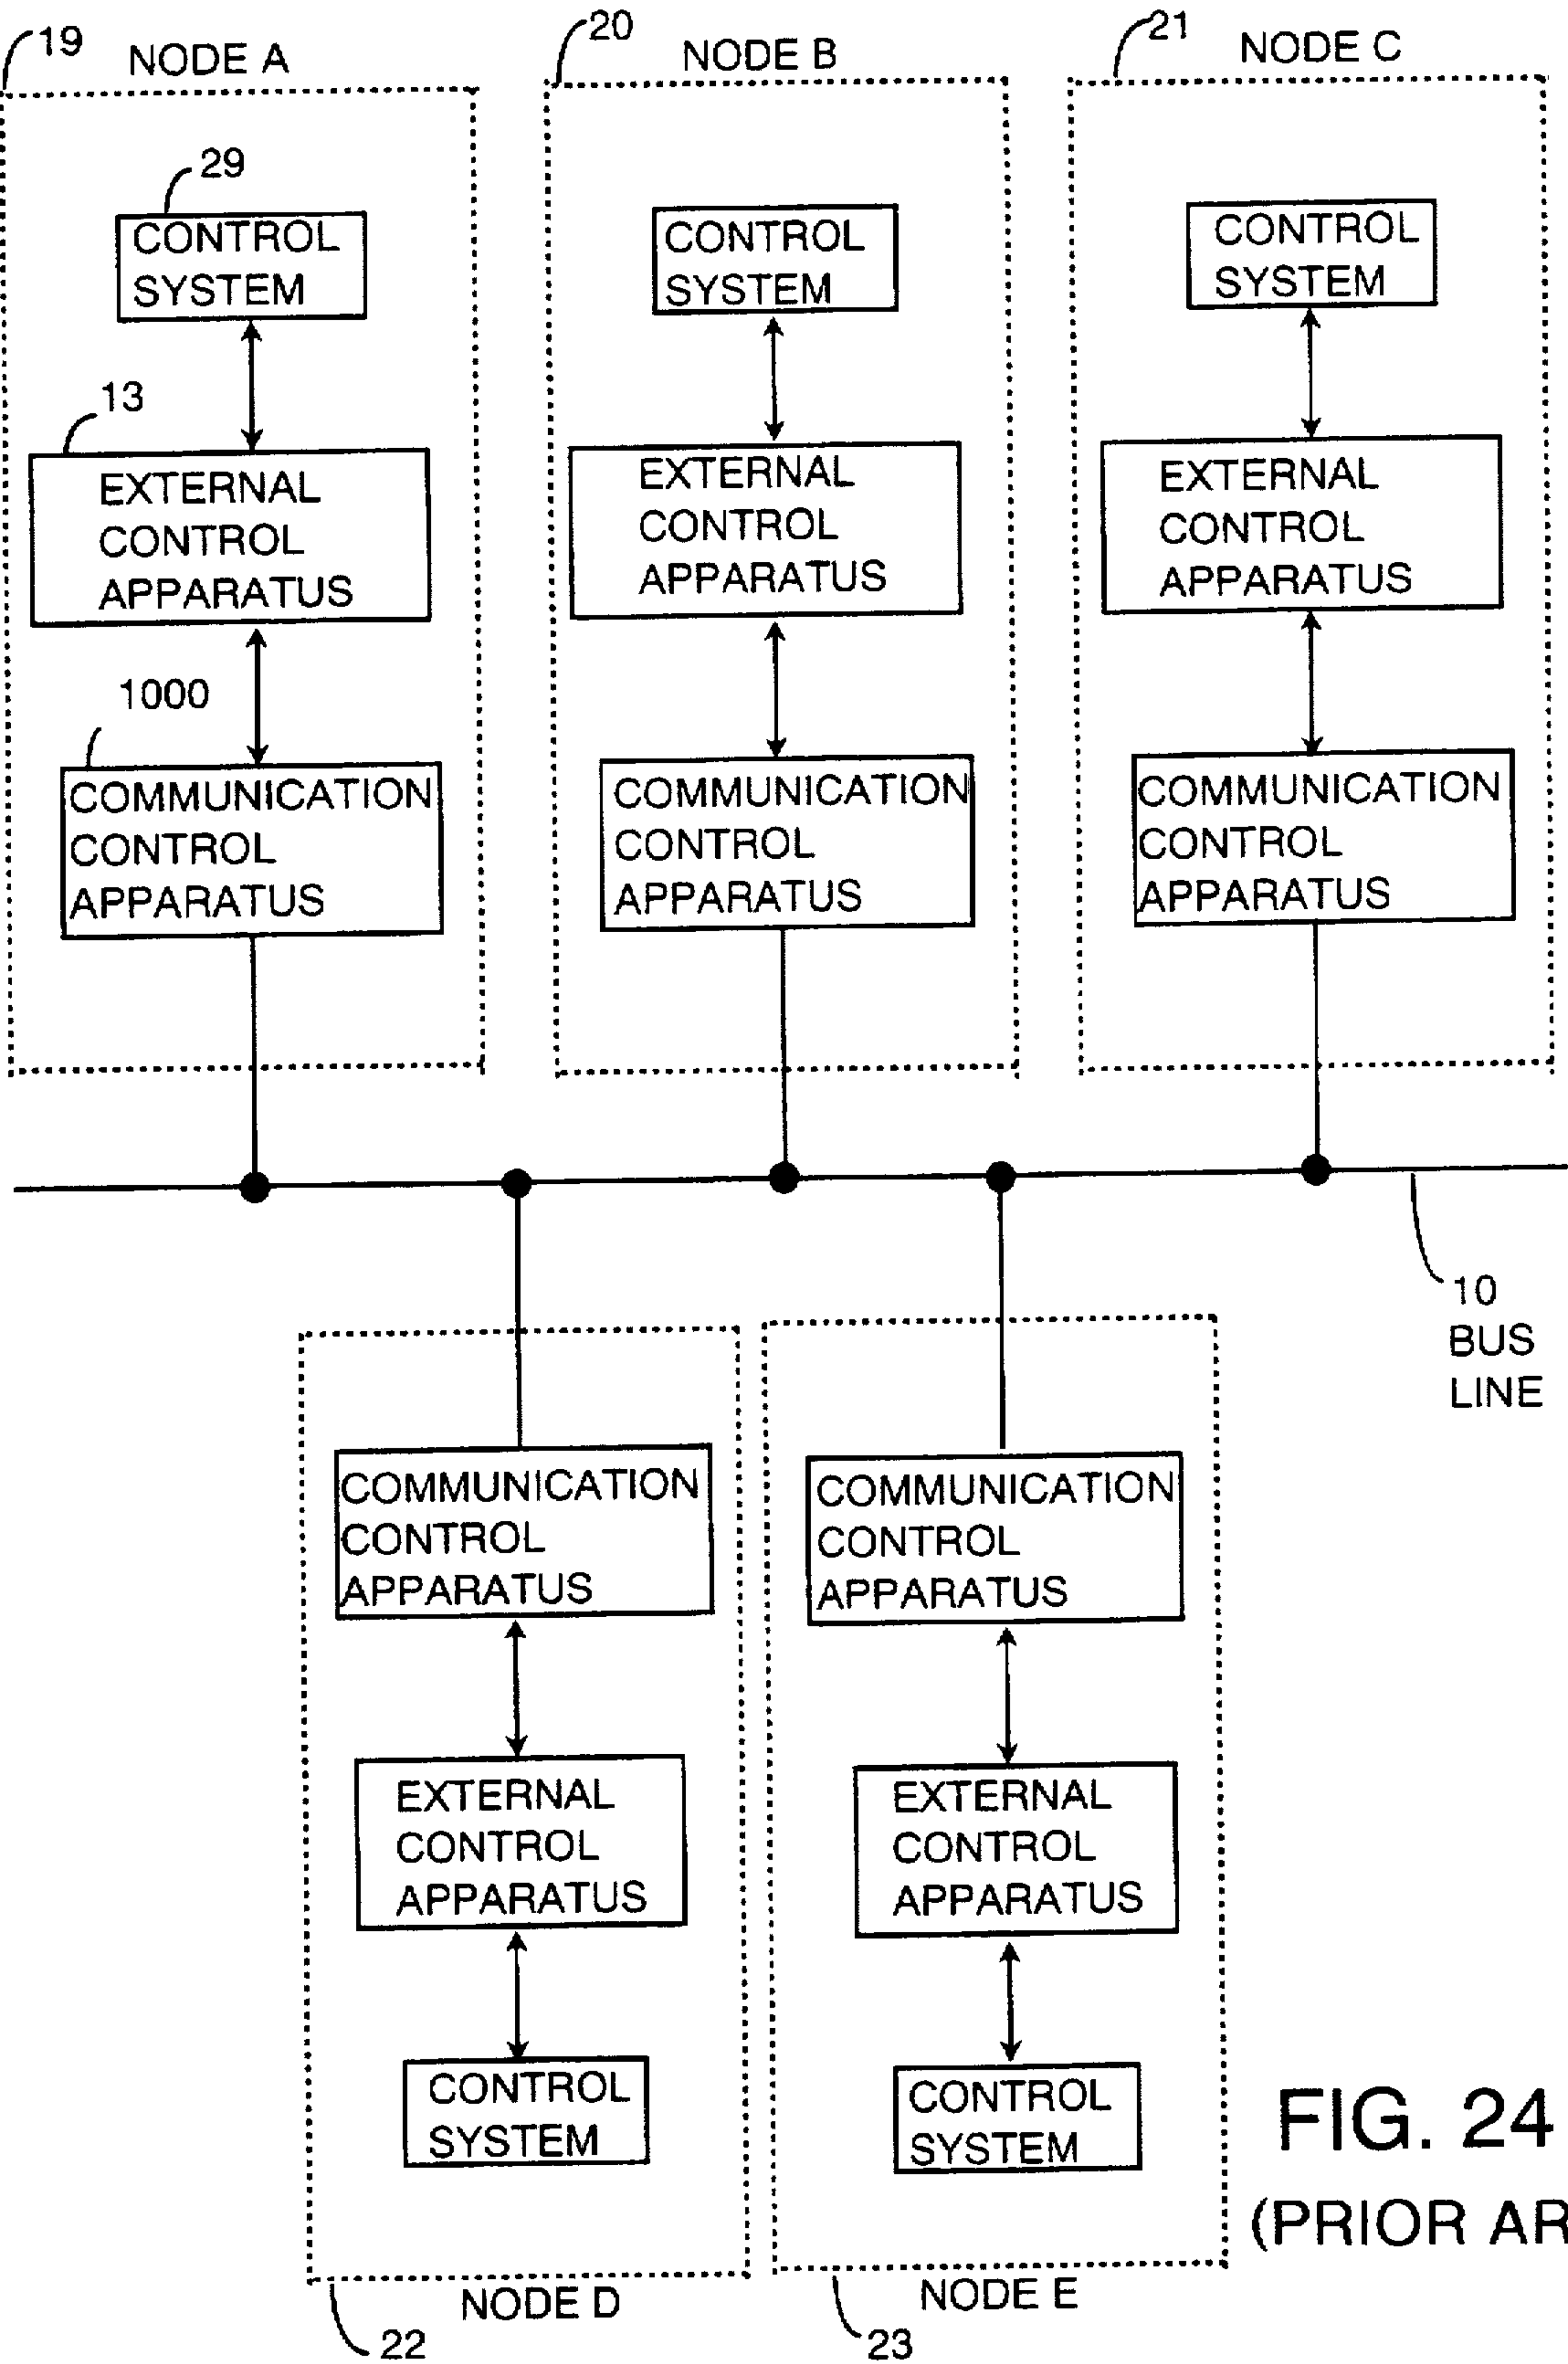 19
NODE A
20
NODE B
21
NODE C
29
CONTROL
SYSTEM
CONTROL
SYSTEM
CONTROL
SYSTEM
13
EXTERNAL
CONTROL
APPARATUS
EXTERNAL
CONTROL
APPARATUS
EXTERNAL
CONTROL
APPARATUS
1000
COMMUNICATION
CONTROL
APPARATUS
COMMUNICATION
CONTROL
APPARATUS
COMMUNICATION
CONTROL
APPARATUS
10
BUS
LINE
COMMUNICATION
CONTROL
APPARATUS
COMMUNICATION
CONTROL
APPARATUS
EXTERNAL
CONTROL
APPARATUS
EXTERNAL
CONTROL
APPARATUS
CONTROL
SYSTEM
CONTROL
SYSTEM
FIG. 24
(PRIOR AR
NODE D
NODE E
22
23